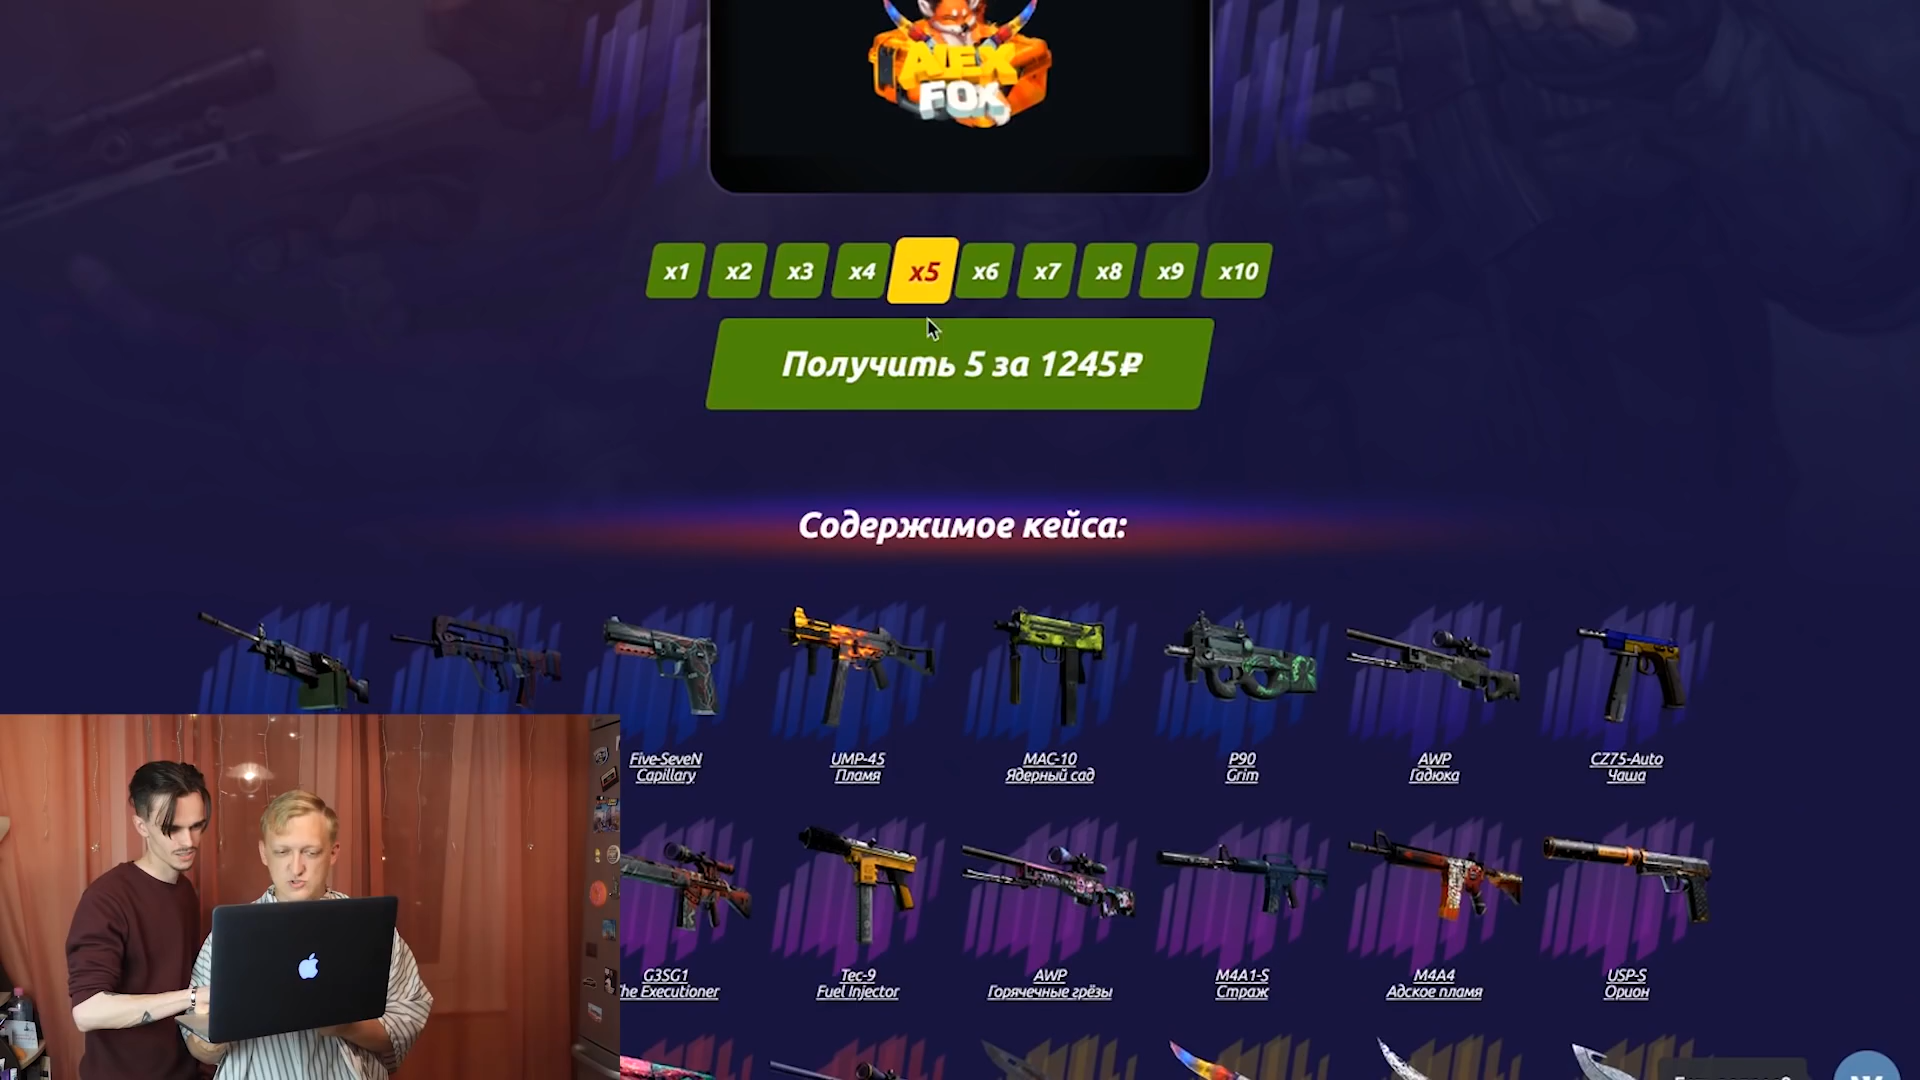 ALEX
FOX
x1 x2 x3 x4 x5 x6 x7 x8 x9 x10
Получить 5 за 1245₽
Содержимое кейса:
Five-SeveN
Capillary
UMP-45
Пламя
MAC-10
Ядерный сад
P90
Grim
AWP
Гадюка
CZ75-Auto
Чаша
G3SG1
The Executioner
Tec-9
Fuel Injector
AWP
Горячечные грёзы
M4A1-S
Страж
M4A4
Адское пламя
USP-S
Орион